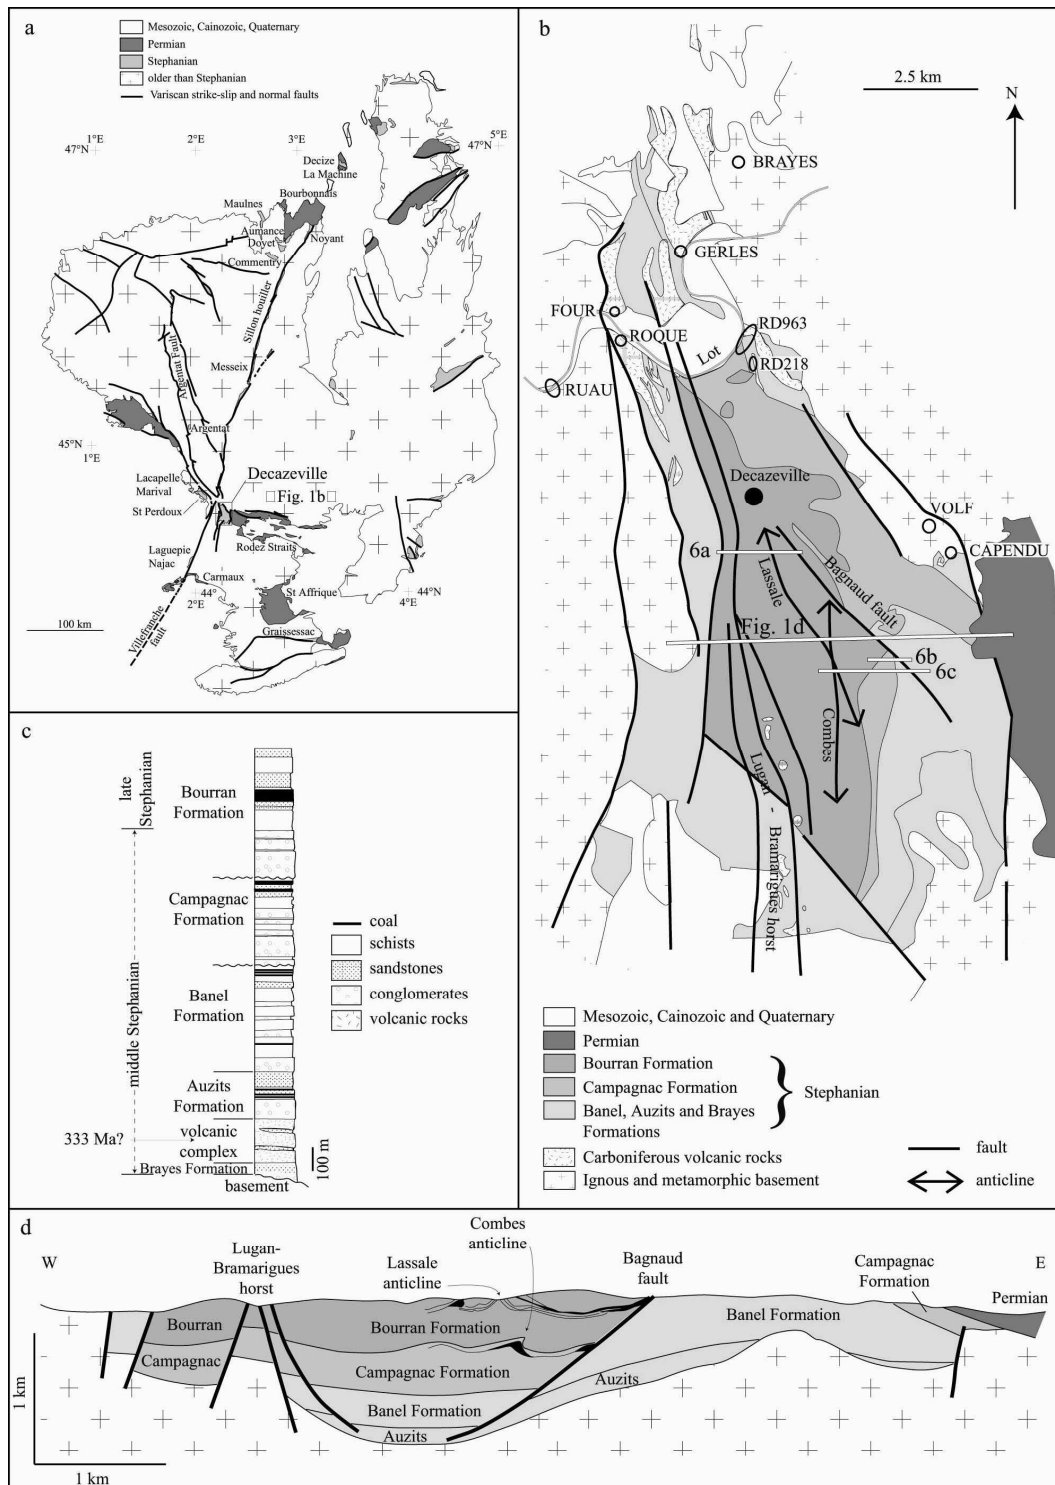 a
Mesozoic, Cainozoic, Quaternary
Permian
Stephanian
older than Stephanian
Variscan strike-slip and normal faults
1°E
47°N
2°E
3°E
5°E
47°N
Decize
La Machine
Bourbonnais
Maulnes
Aumance
Doyet
Noyant
Commentry
Sillon houiller
Argentat Fault
Messeix
Argentat
45°N
1°E
Lacapelle
Marival
St Perdoux
Decazeville
Fig. 1b
Rodez Straits
Laguepie
Najac
Carmaux
44°
2°E
St Affrique
4°E
44°N
Graissessac
Villefranche
fault
100 km
b
2.5 km
N
BRAYES
GERLES
FOUR
ROQUE
RD963
Lot
RD218
RUAU
Decazeville
VOLF
CAPENDU
6a
Lassale
Bagnaud fault
Fig. 1d
6b
6c
Combes
Lugan - Bramarigues horst
Mesozoic, Cainozoic and Quaternary
Permian
Bourran Formation
Campagnac Formation
Stephanian
Banel, Auzits and Brayes
Formations
Carboniferous volcanic rocks
Ignous and metamorphic basement
fault
anticline
c
late
Stephanian
Bourran
Formation
Campagnac
Formation
middle Stephanian
Banel
Formation
Auzits
Formation
333 Ma?
volcanic
complex
Brayes Formation
basement
100 m
coal
schists
sandstones
conglomerates
volcanic rocks
d
W
Lugan-
Bramarigues
horst
Lassale
anticline
Combes
anticline
Bagnaud
fault
Campagnac
Formation
E
Permian
Bourran
Bourran Formation
Banel Formation
Campagnac
Campagnac Formation
Auzits
Banel Formation
Auzits
1 km
1 km